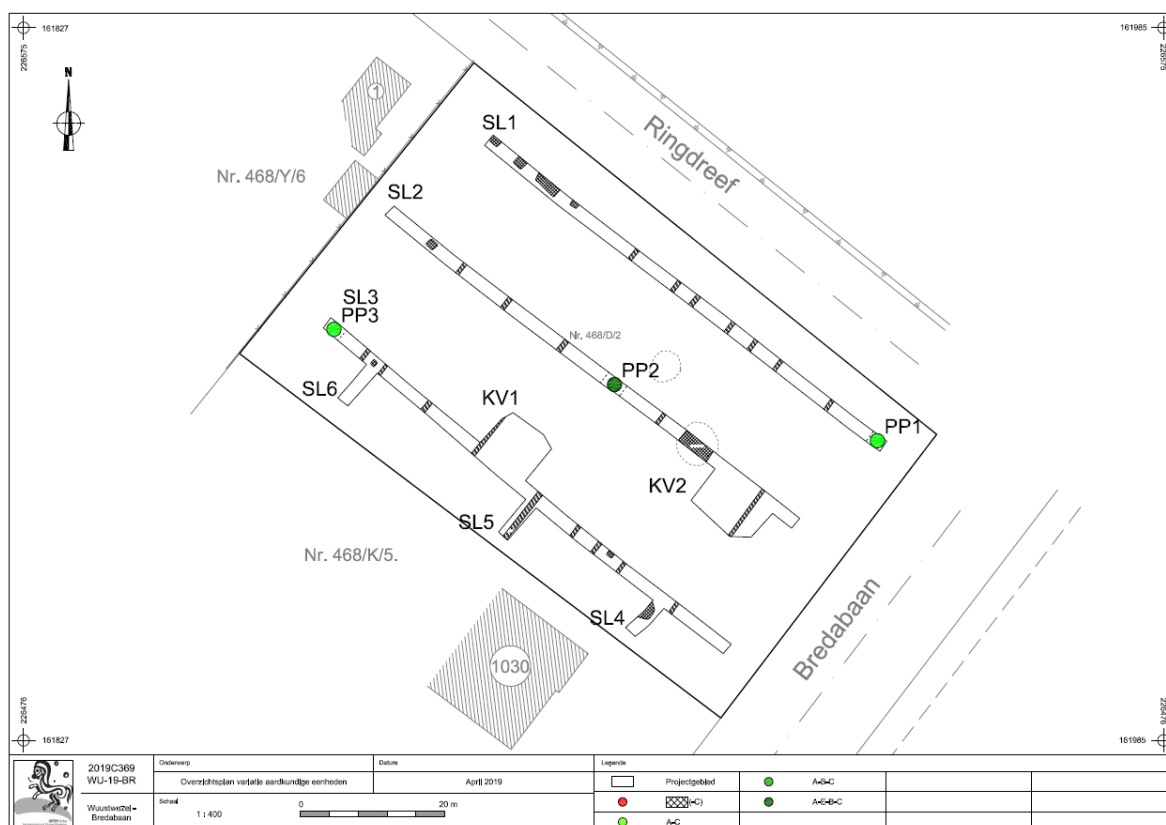 161827
161985
226575
226575
N
1
SL1
Ringdreef
Nr. 468/Y/6
SL2
SL3
PP3
Nr. 468/D/2
PP2
SL6
KV1
PP1
KV2
SL5
Nr. 468/K/5.
SL4
Bredabaan
1030
226476
226476
161827
161985
2019C369
WU-19-BR
Wuustwezel -
Bredabaan
Onderwerp
Overzichtsplan variatie aardkundige eenheden
Datum
April 2019
Schaal
1 : 400
0 20 m
Legende
Projectgebied
A-B-C
(-C)
A-E-B-C
A-C